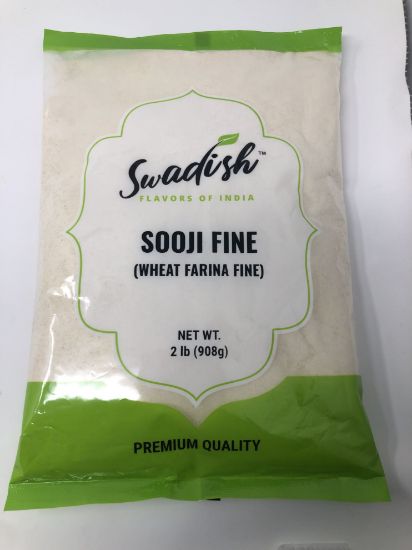 Swadish™
FLAVORS OF INDIA
SOOJI FINE
(WHEAT FARINA FINE)
NET WT.
2 lb (908g)
PREMIUM QUALITY